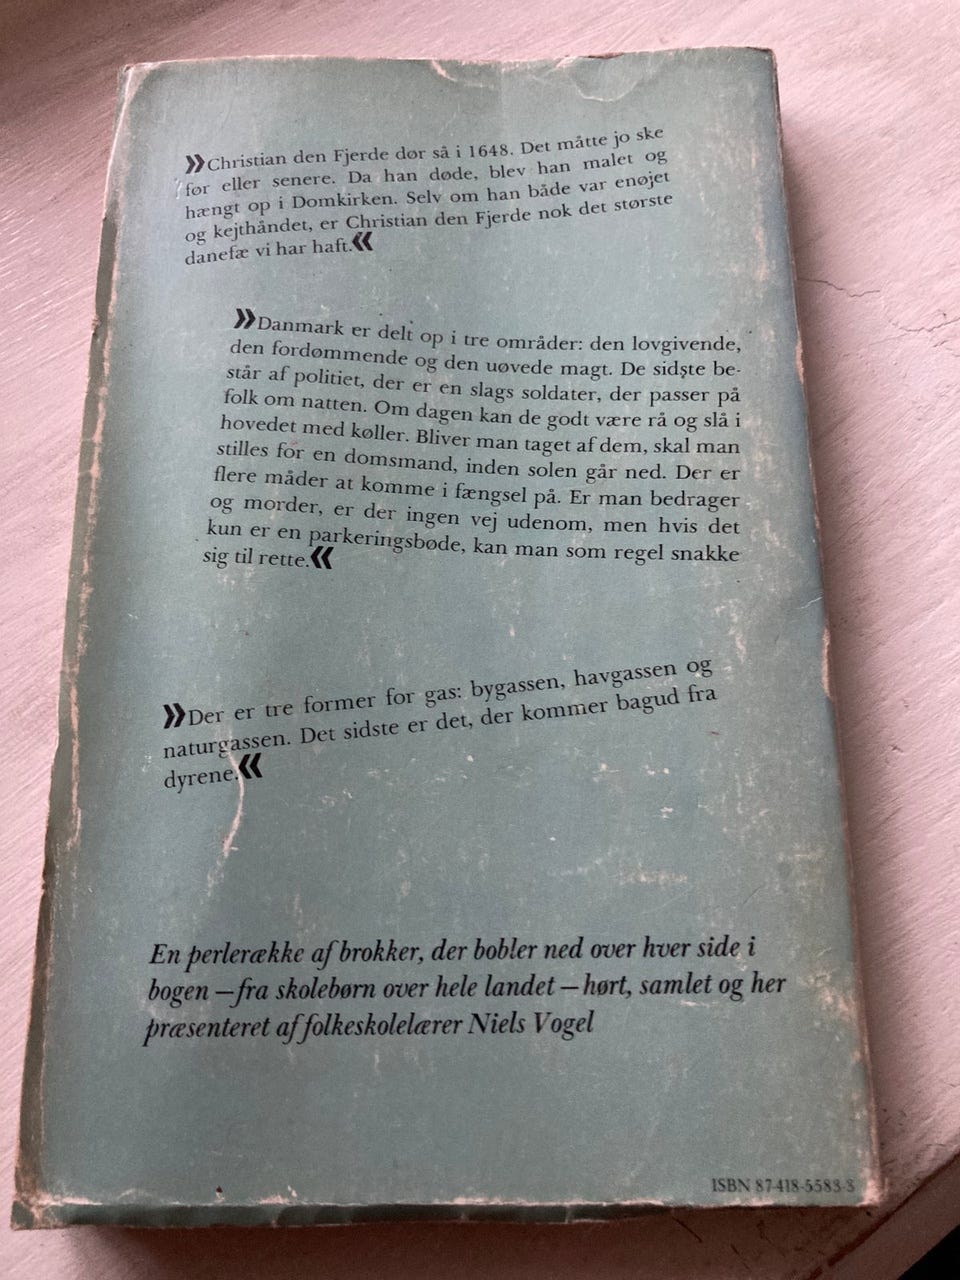 »Christian den Fjerde dør så i 1648. Det måtte jo ske
før eller senere. Da han døde, blev han malet og
hængt op i Domkirken. Selv om han både var enøjet
og kejthåndet, er Christian den Fjerde nok det største
danefæ vi har haft.«
»Danmark er delt op i tre områder: den lovgivende,
den fordømmende og den uøvede magt. De sidste be-
står af politiet, der er en slags soldater, der passer på
folk om natten. Om dagen kan de godt være rå og slå i
hovedet med køller. Bliver man taget af dem, skal man
stilles for en domsmand, inden solen går ned. Der er
flere måder at komme i fængsel på. Er man bedrager
og morder, er der ingen vej udenom, men hvis det
kun er en parkeringsbøde, kan man som regel snakke
sig til rette.«
»Der er tre former for gas: bygassen, havgassen og
naturgassen. Det sidste er det, der kommer bagud fra
dyrene.«
En perlerække af brokker, der bobler ned over hver side i
bogen – fra skolebørn over hele landet – hørt, samlet og her
præsenteret af folkeskolelærer Niels Vogel
ISBN 87-418-5583-3